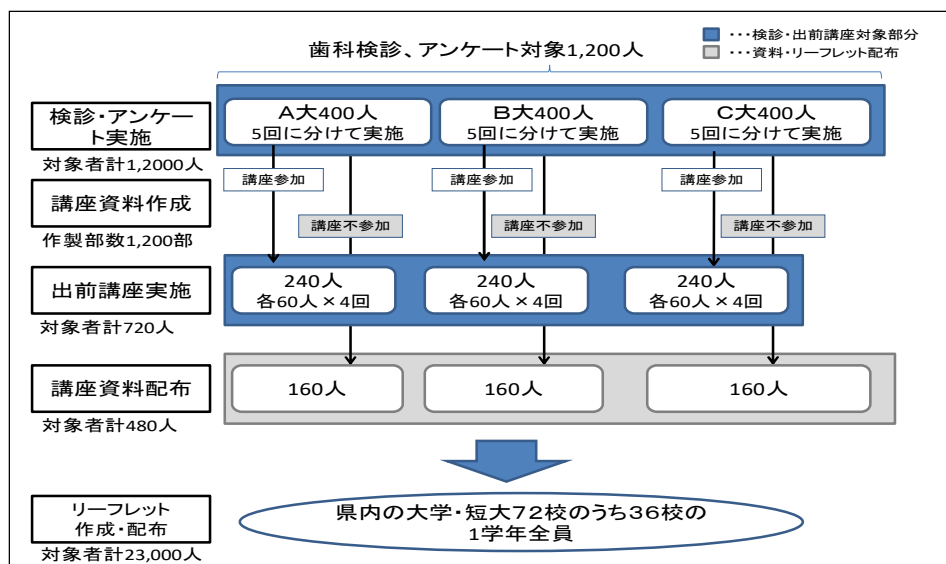 ■･･･検診・出前講座対象部分
□･･･資料・リーフレット配布
歯科検診、アンケート対象1,200人
検診・アンケー
ト実施
対象者計1,2000人
A大400人
5回に分けて実施
B大400人
5回に分けて実施
C大400人
5回に分けて実施
講座参加
講座参加
講座参加
講座資料作成
作製部数1,200部
講座不参加
講座不参加
講座不参加
出前講座実施
対象者計720人
240人
各60人×4回
240人
各60人×4回
240人
各60人×4回
講座資料配布
対象者計480人
160人
160人
160人
リーフレット
作成・配布
対象者計23,000人
県内の大学・短大72校のうち36校の
1学年全員